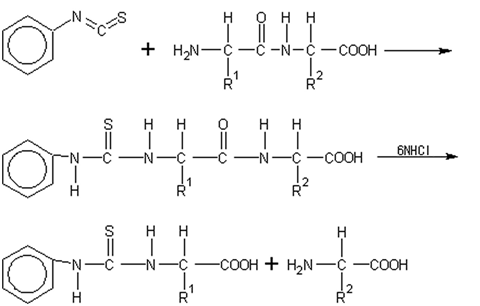 N S H O H H
C
+ H₂N C C N C COOH
R¹ R²
S H H O H H
N C N C C N C COOH 6NHCl
H R¹ R²
S H H H
N C N C COOH + H₂N C COOH
H R¹ R²